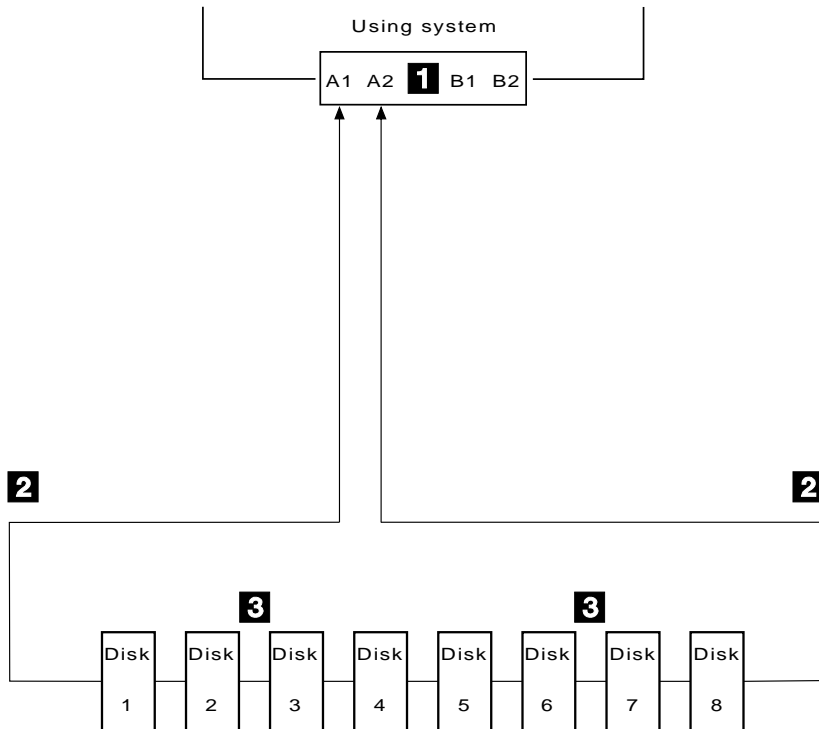 Using system
A1 A2 1 B1 B2
2 2
3 3
Disk Disk Disk Disk Disk Disk Disk Disk
1 2 3 4 5 6 7 8